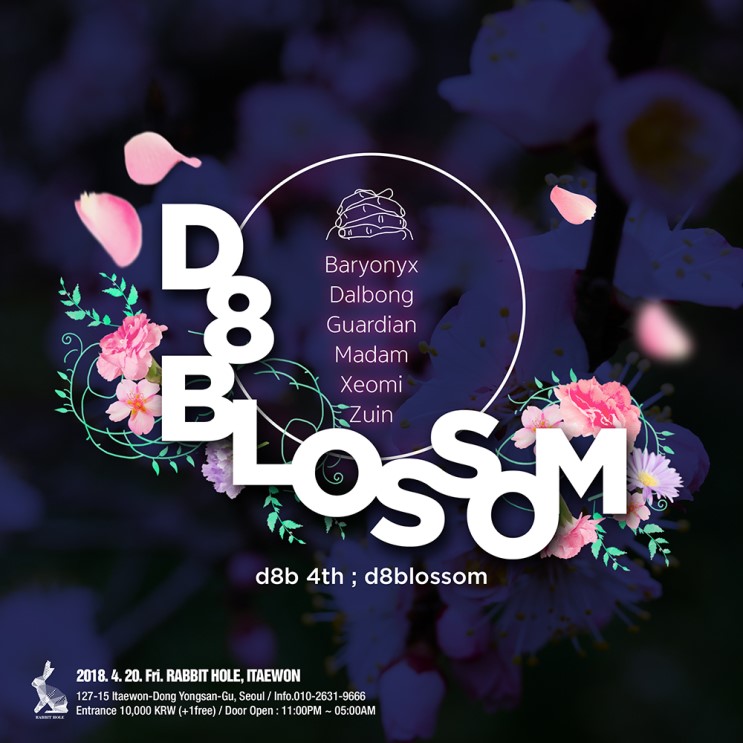 D8BLOSSOM
Baryonyx
Dalbong
Guardian
Madam
Xeomi
Zuin
d8b 4th ; d8blossom
2018. 4. 20. Fri. RABBIT HOLE, ITAEWON
127-15 Itaewon-Dong Yongsan-Gu, Seoul / Info.010-2631-9666
Entrance 10,000 KRW (+1free) / Door Open : 11:00PM ~ 05:00AM
RABBIT HOLE